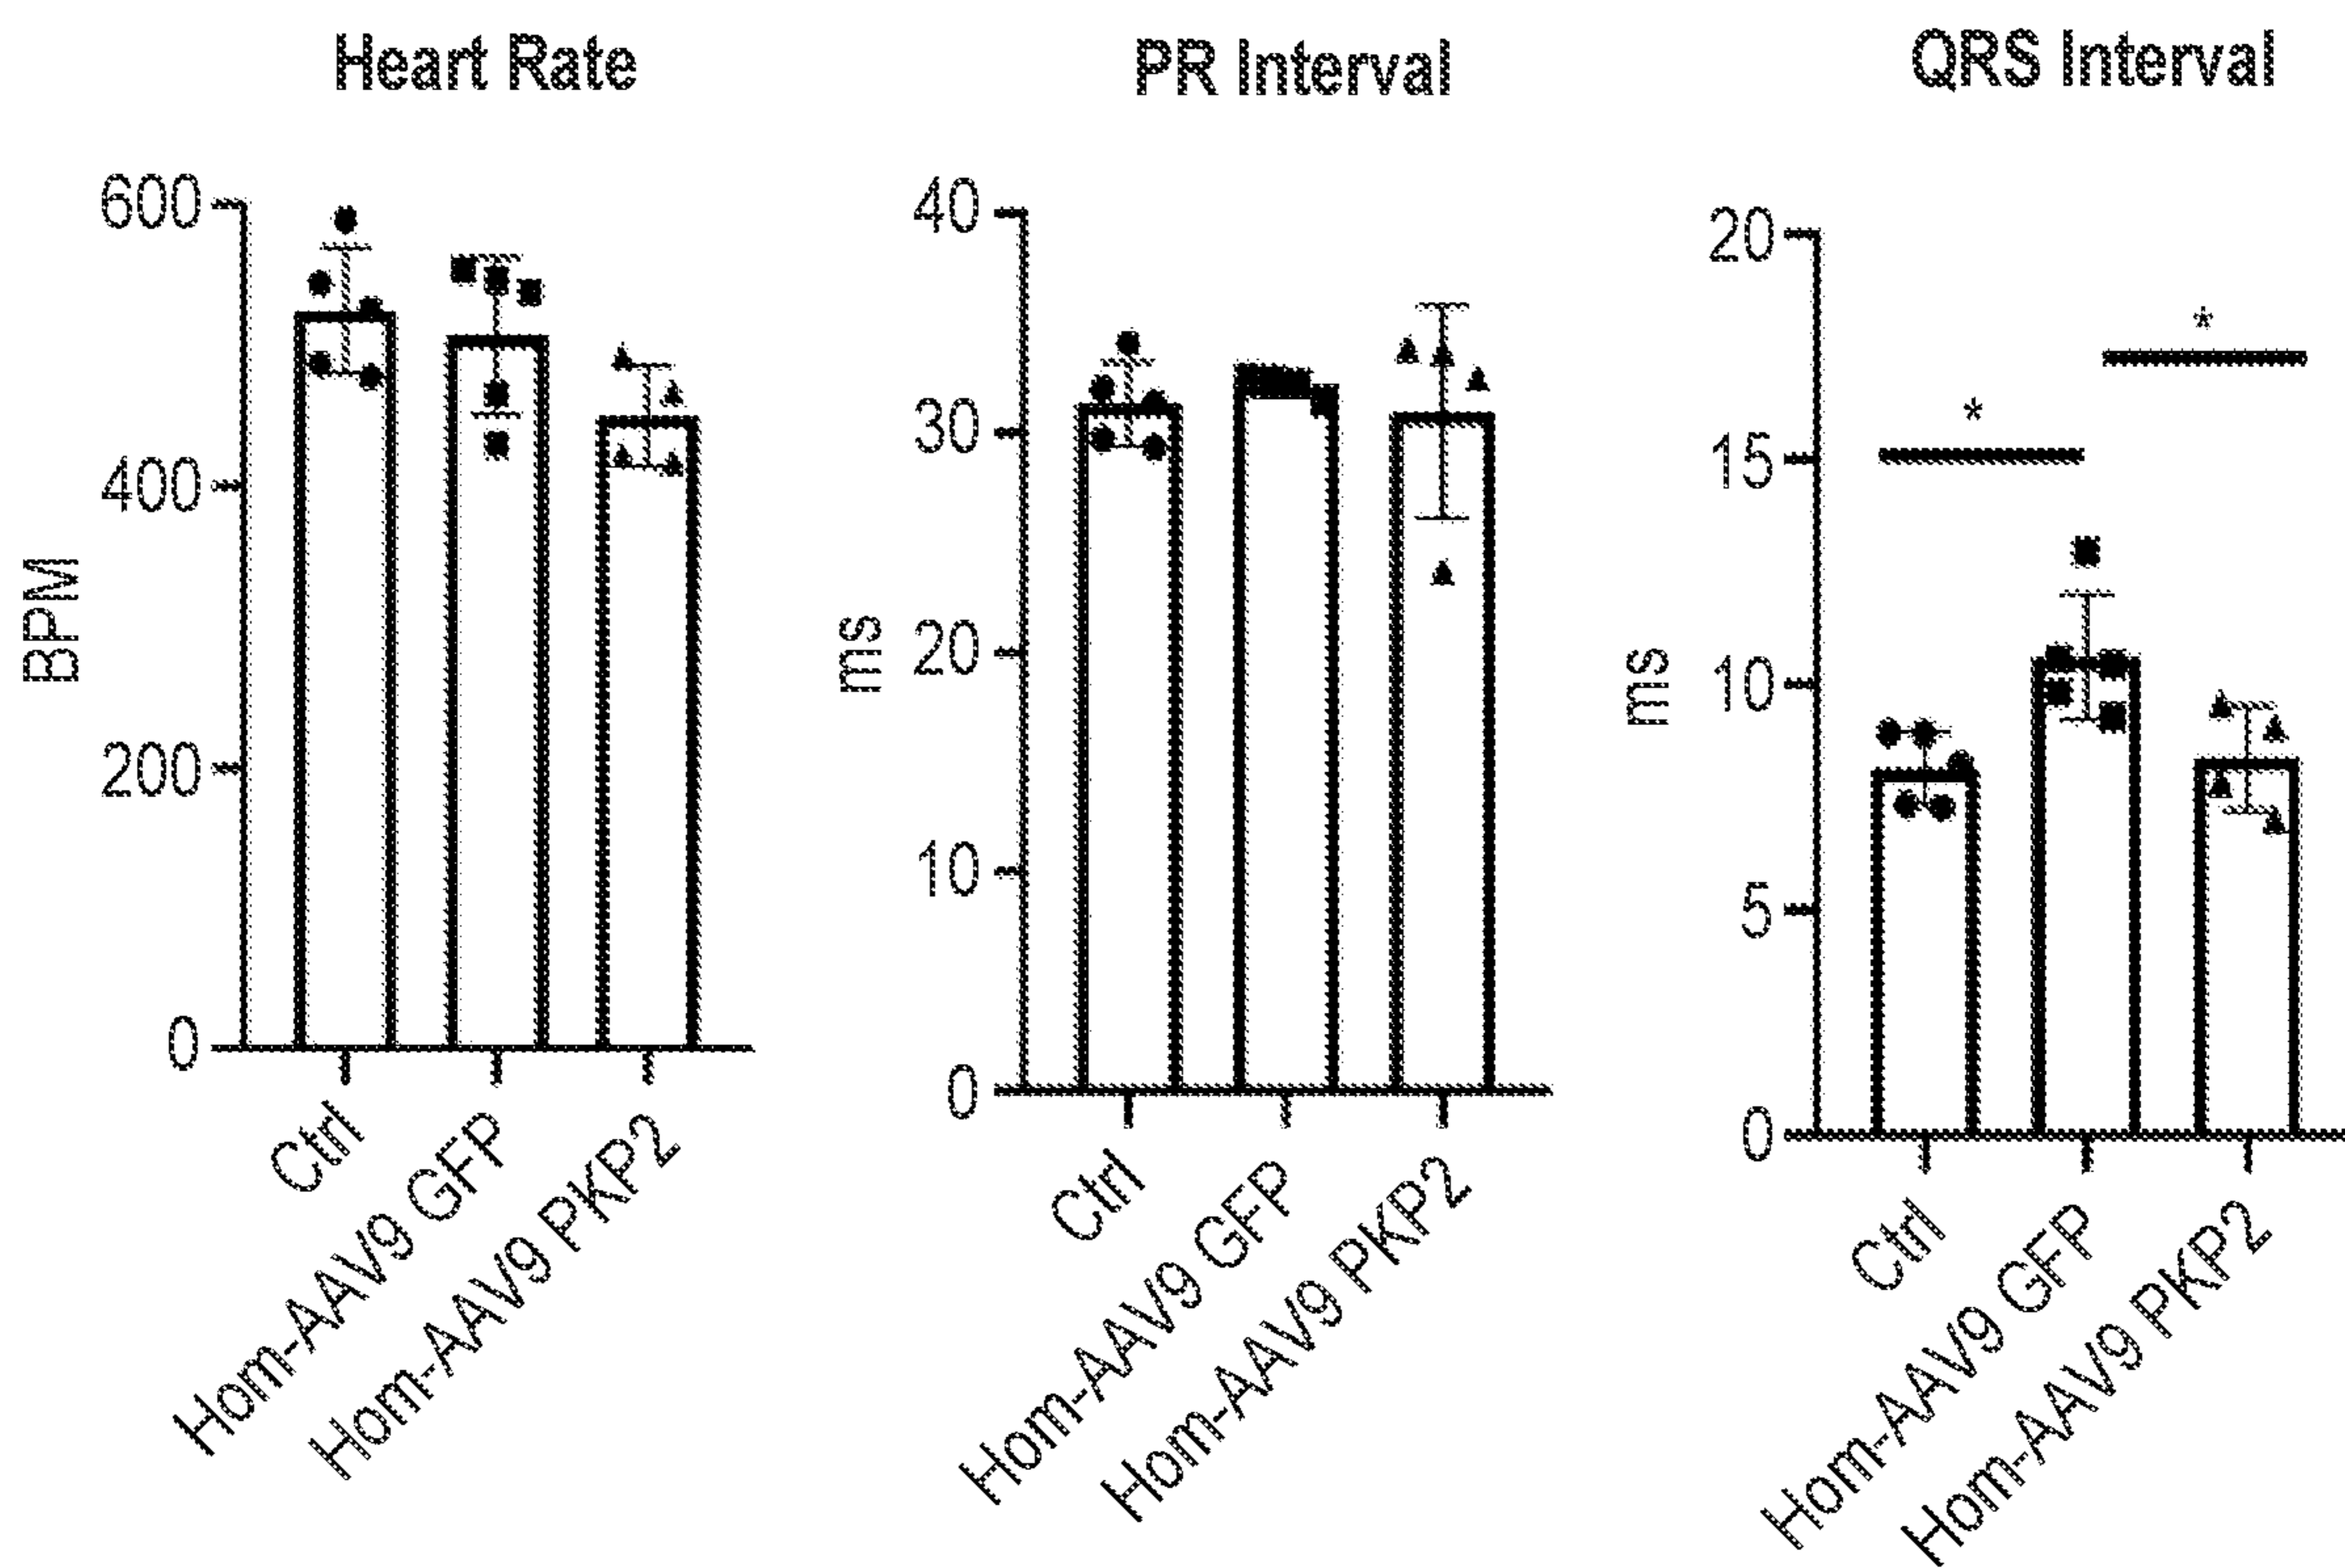 Heart Rate
BPM
600
400
200
0
Ctrl
Hom-AAV9 GFP
Hom-AAV9 PKP2
PR Interval
ms
40
30
20
10
0
Ctrl
Hom-AAV9 GFP
Hom-AAV9 PKP2
QRS Interval
ms
20
15
10
5
0
*
*
Ctrl
Hom-AAV9 GFP
Hom-AAV9 PKP2